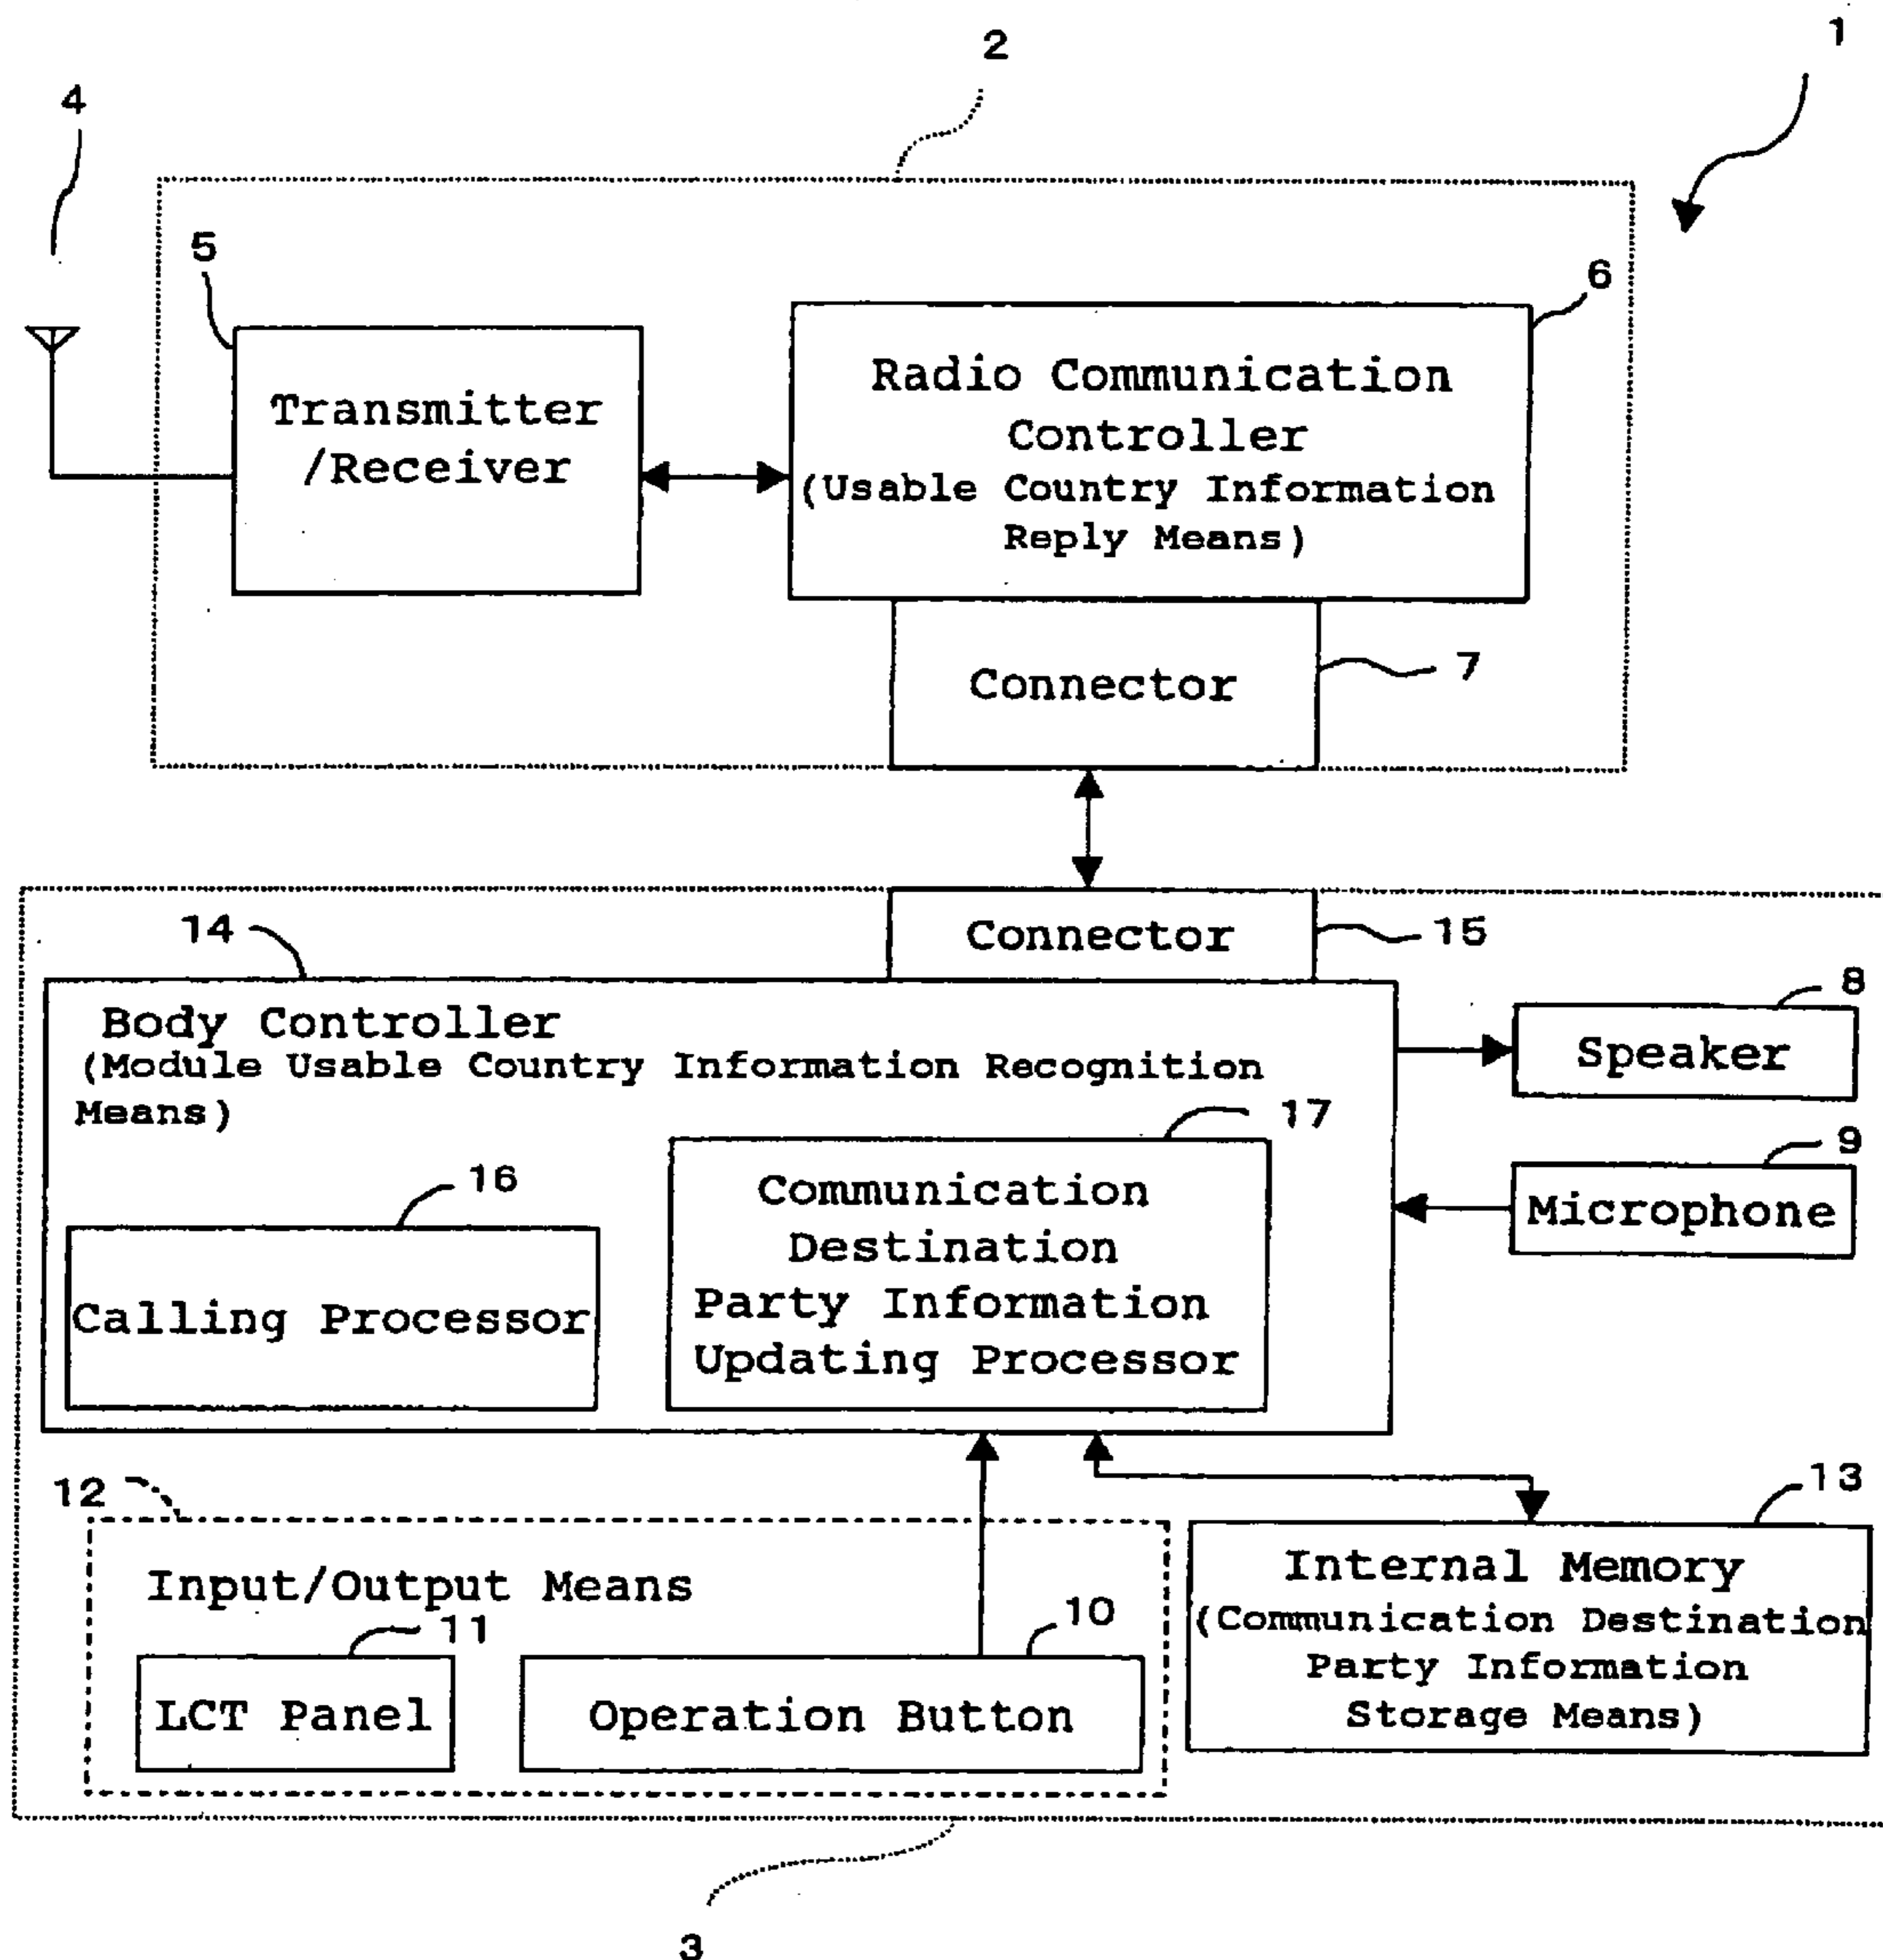 1
2
4
5
6
Transmitter
/Receiver
Radio Communication
Controller
(Usable Country Information
Reply Means)
Connector
7
Connector
15
14
Body Controller
(Module Usable Country Information Recognition
Means)
8
Speaker
17
9
Microphone
16
Calling Processor
Communication
Destination
Party Information
Updating Processor
12
Input/Output Means
11
LCT Panel
10
Operation Button
13
Internal Memory
(Communication Destination
Party Information
Storage Means)
3